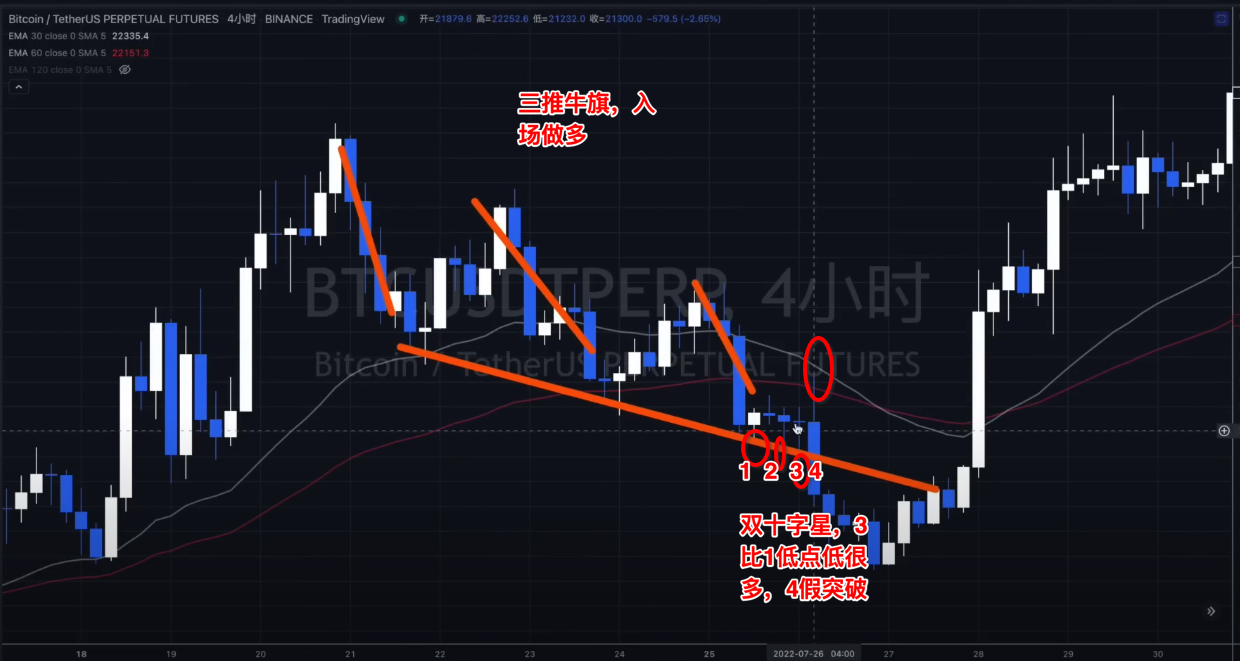 Bitcoin / TetherUS PERPETUAL FUTURES 4小时 BINANCE TradingView 开=21879.6 高=22252.6 低=21232.0 收=21300.0 −579.5 (−2.65%)
EMA 30 close 0 SMA 5 22335.4
EMA 60 close 0 SMA 5 22151.3
EMA 120 close 0 SMA 5
三推牛旗，入
场做多
BTCUSDTPERP, 4小时
Bitcoin / TetherUS PERPETUAL FUTURES
1 2 3 4
双十字星，3
比1低点低很
多，4假突破
18 19 20 21 22 23 24 25 2022-07-26 04:00 27 28 29 30